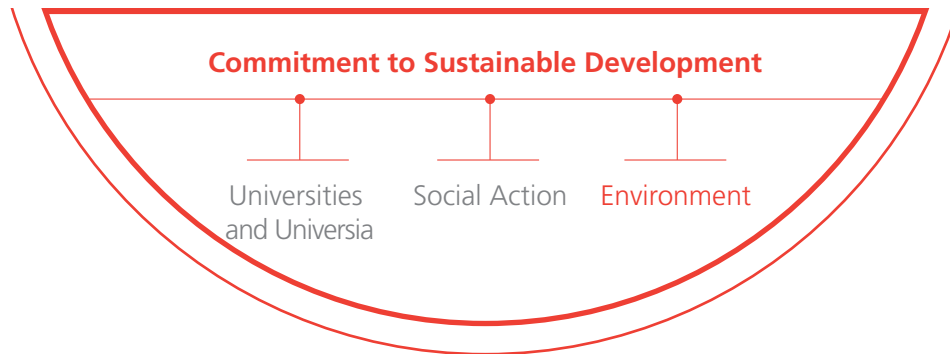 Commitment to Sustainable Development
Universities
and Universia
Social Action
Environment